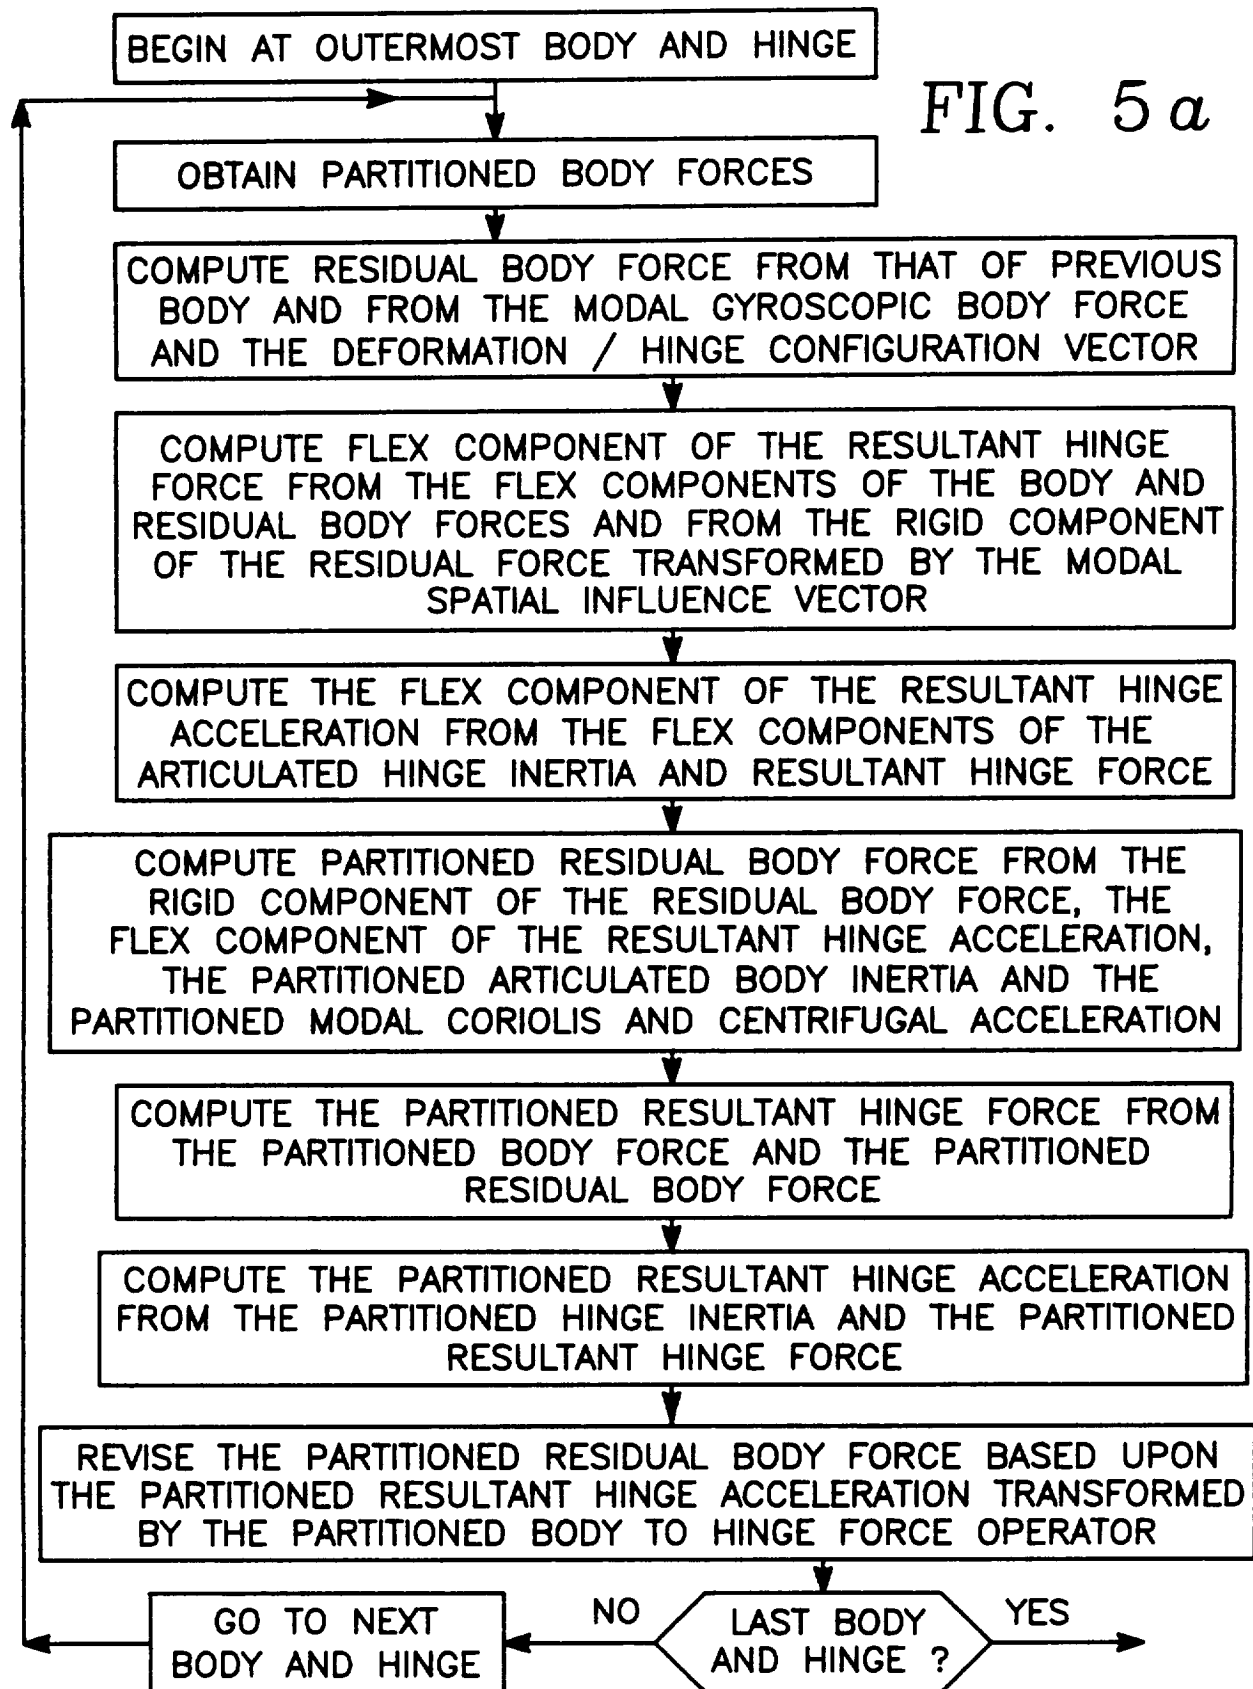 BEGIN AT OUTERMOST BODY AND HINGE
FIG. 5a
OBTAIN PARTITIONED BODY FORCES
COMPUTE RESIDUAL BODY FORCE FROM THAT OF PREVIOUS
BODY AND FROM THE MODAL GYROSCOPIC BODY FORCE
AND THE DEFORMATION / HINGE CONFIGURATION VECTOR
COMPUTE FLEX COMPONENT OF THE RESULTANT HINGE
FORCE FROM THE FLEX COMPONENTS OF THE BODY AND
RESIDUAL BODY FORCES AND FROM THE RIGID COMPONENT
OF THE RESIDUAL FORCE TRANSFORMED BY THE MODAL
SPATIAL INFLUENCE VECTOR
COMPUTE THE FLEX COMPONENT OF THE RESULTANT HINGE
ACCELERATION FROM THE FLEX COMPONENTS OF THE
ARTICULATED HINGE INERTIA AND RESULTANT HINGE FORCE
COMPUTE PARTITIONED RESIDUAL BODY FORCE FROM THE
RIGID COMPONENT OF THE RESIDUAL BODY FORCE, THE
FLEX COMPONENT OF THE RESULTANT HINGE ACCELERATION,
THE PARTITIONED ARTICULATED BODY INERTIA AND THE
PARTITIONED MODAL CORIOLIS AND CENTRIFUGAL ACCELERATION
COMPUTE THE PARTITIONED RESULTANT HINGE FORCE FROM
THE PARTITIONED BODY FORCE AND THE PARTITIONED
RESIDUAL BODY FORCE
COMPUTE THE PARTITIONED RESULTANT HINGE ACCELERATION
FROM THE PARTITIONED HINGE INERTIA AND THE PARTITIONED
RESULTANT HINGE FORCE
REVISE THE PARTITIONED RESIDUAL BODY FORCE BASED UPON
THE PARTITIONED RESULTANT HINGE ACCELERATION TRANSFORMED
BY THE PARTITIONED BODY TO HINGE FORCE OPERATOR
GO TO NEXT
BODY AND HINGE
NO
LAST BODY
AND HINGE ?
YES